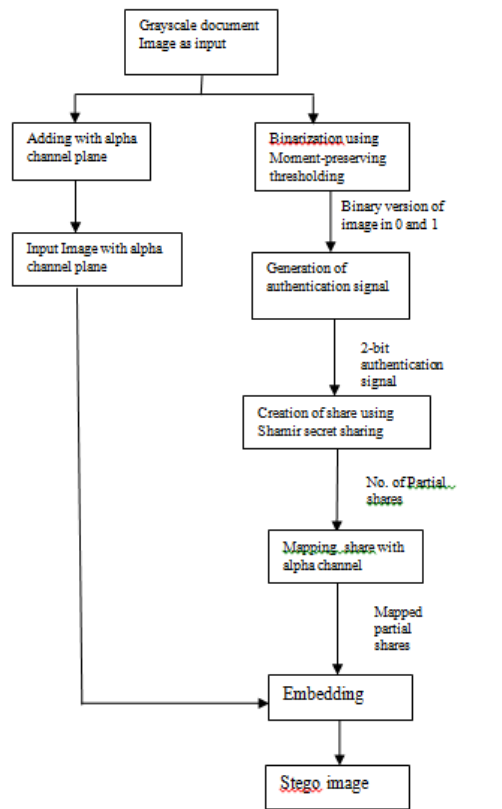 Grayscale document
Image as input
Adding with alpha
channel plane
Binarization using
Moment-preserving
thresholding
Binary version of
image in 0 and 1
Input Image with alpha
channel plane
Generation of
authentication signal
2-bit
authentication
signal
Creation of share using
Shamir secret sharing
No. of Partial
shares
Mapping share with
alpha channel
Mapped
partial
shares
Embedding
Stego image